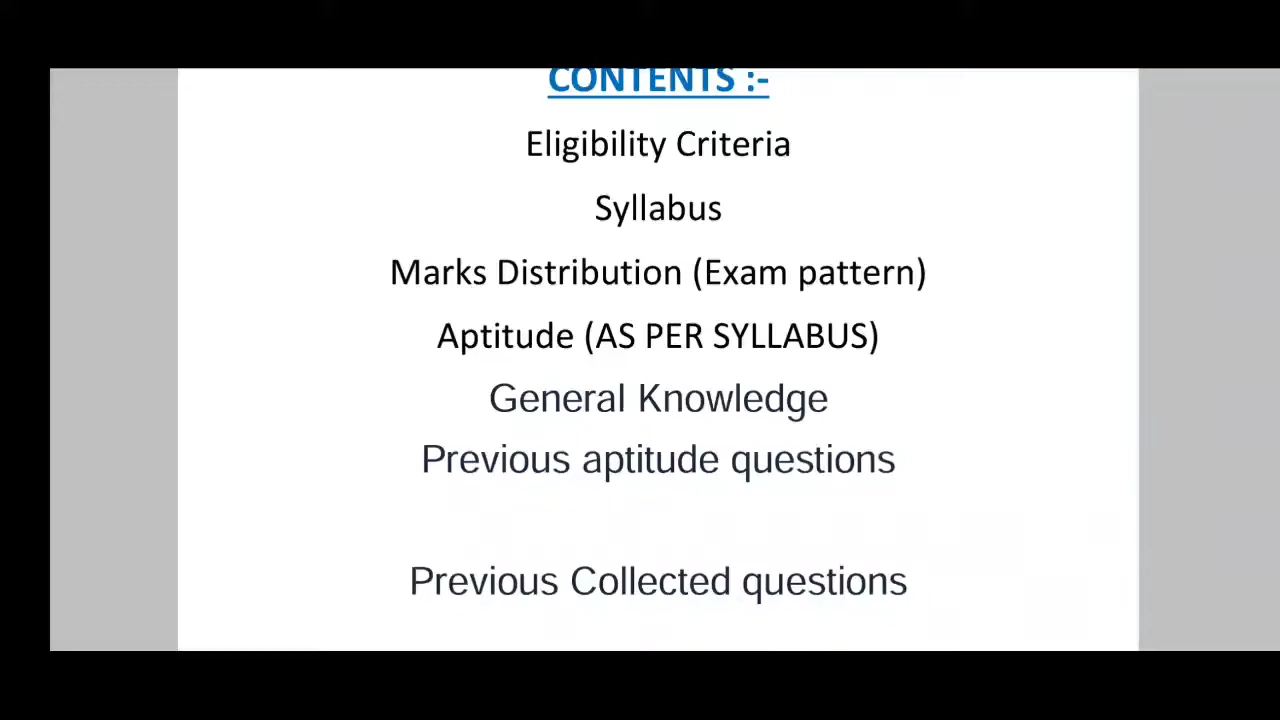 CONTENTS :-
Eligibility Criteria
Syllabus
Marks Distribution (Exam pattern)
Aptitude (AS PER SYLLABUS)
General Knowledge
Previous aptitude questions
Previous Collected questions